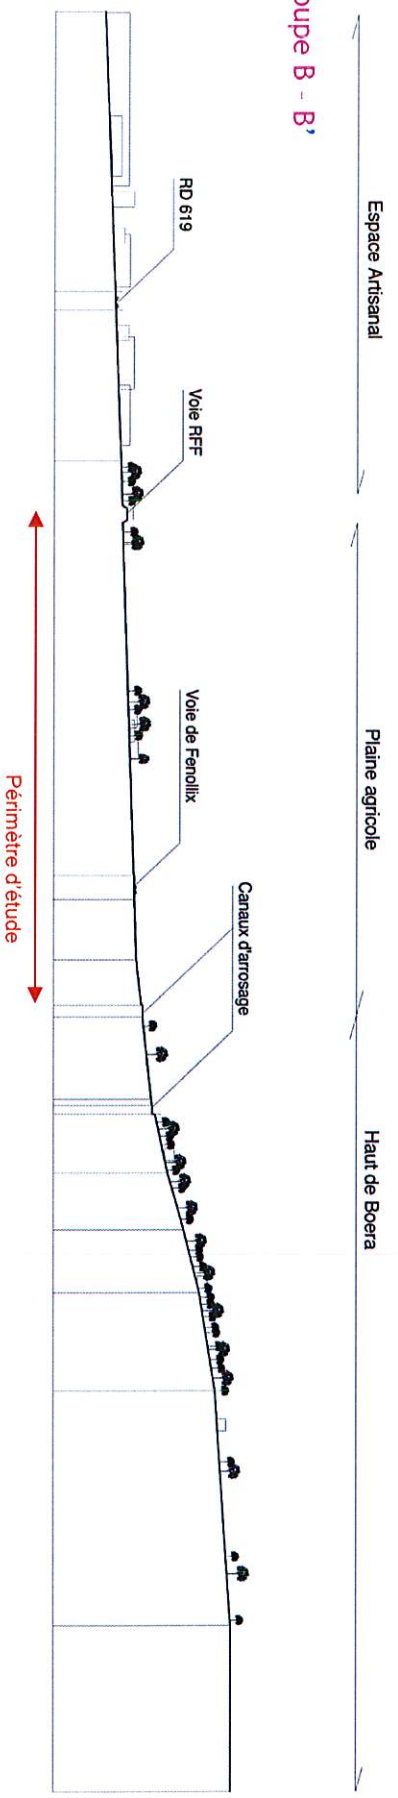 oupe B - B'
Espace Artisanal
Plaine agricole
Haut de Boera
RD 619
Voie RFF
Voie de Fenollix
Canaux d'arrosage
Périmètre d'étude